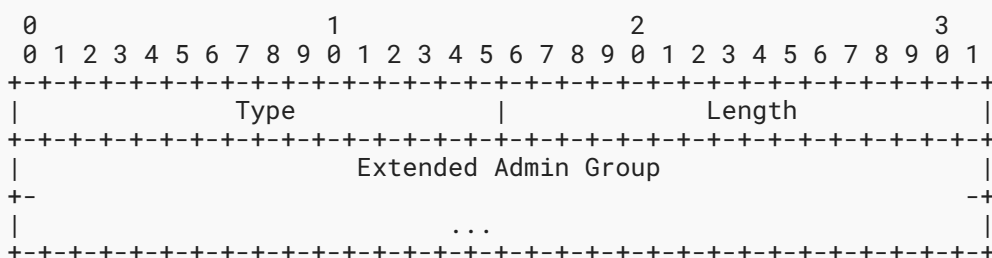 0                   1                   2                   3
 0 1 2 3 4 5 6 7 8 9 0 1 2 3 4 5 6 7 8 9 0 1 2 3 4 5 6 7 8 9 0 1
+-+-+-+-+-+-+-+-+-+-+-+-+-+-+-+-+-+-+-+-+-+-+-+-+-+-+-+-+-+-+-+-+
|              Type             |             Length            |
+-+-+-+-+-+-+-+-+-+-+-+-+-+-+-+-+-+-+-+-+-+-+-+-+-+-+-+-+-+-+-+-+
|                      Extended Admin Group                     |
+-                                                             -+
|                            ...                                |
+-+-+-+-+-+-+-+-+-+-+-+-+-+-+-+-+-+-+-+-+-+-+-+-+-+-+-+-+-+-+-+-+